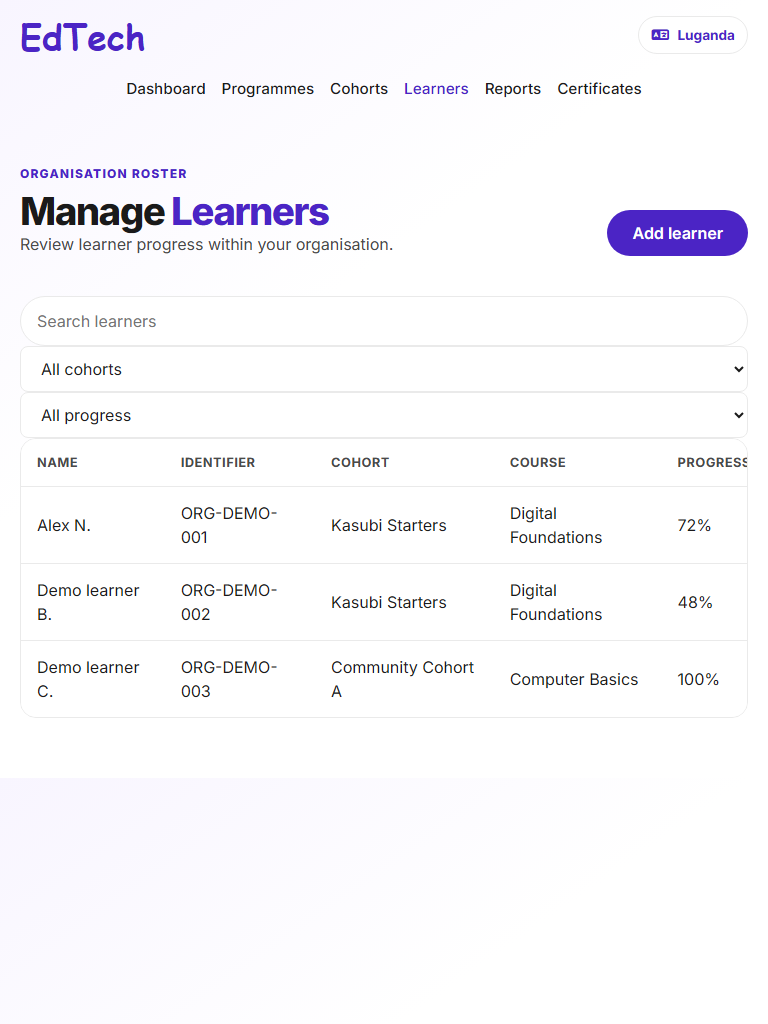 EdTech
Luganda
Dashboard Programmes Cohorts Learners Reports Certificates
ORGANISATION ROSTER
Manage Learners
Review learner progress within your organisation.
Add learner
Search learners
All cohorts
All progress
NAME IDENTIFIER COHORT COURSE PROGRESS
Alex N. ORG-DEMO-001 Kasubi Starters Digital Foundations 72%
Demo learner B. ORG-DEMO-002 Kasubi Starters Digital Foundations 48%
Demo learner C. ORG-DEMO-003 Community Cohort A Computer Basics 100%